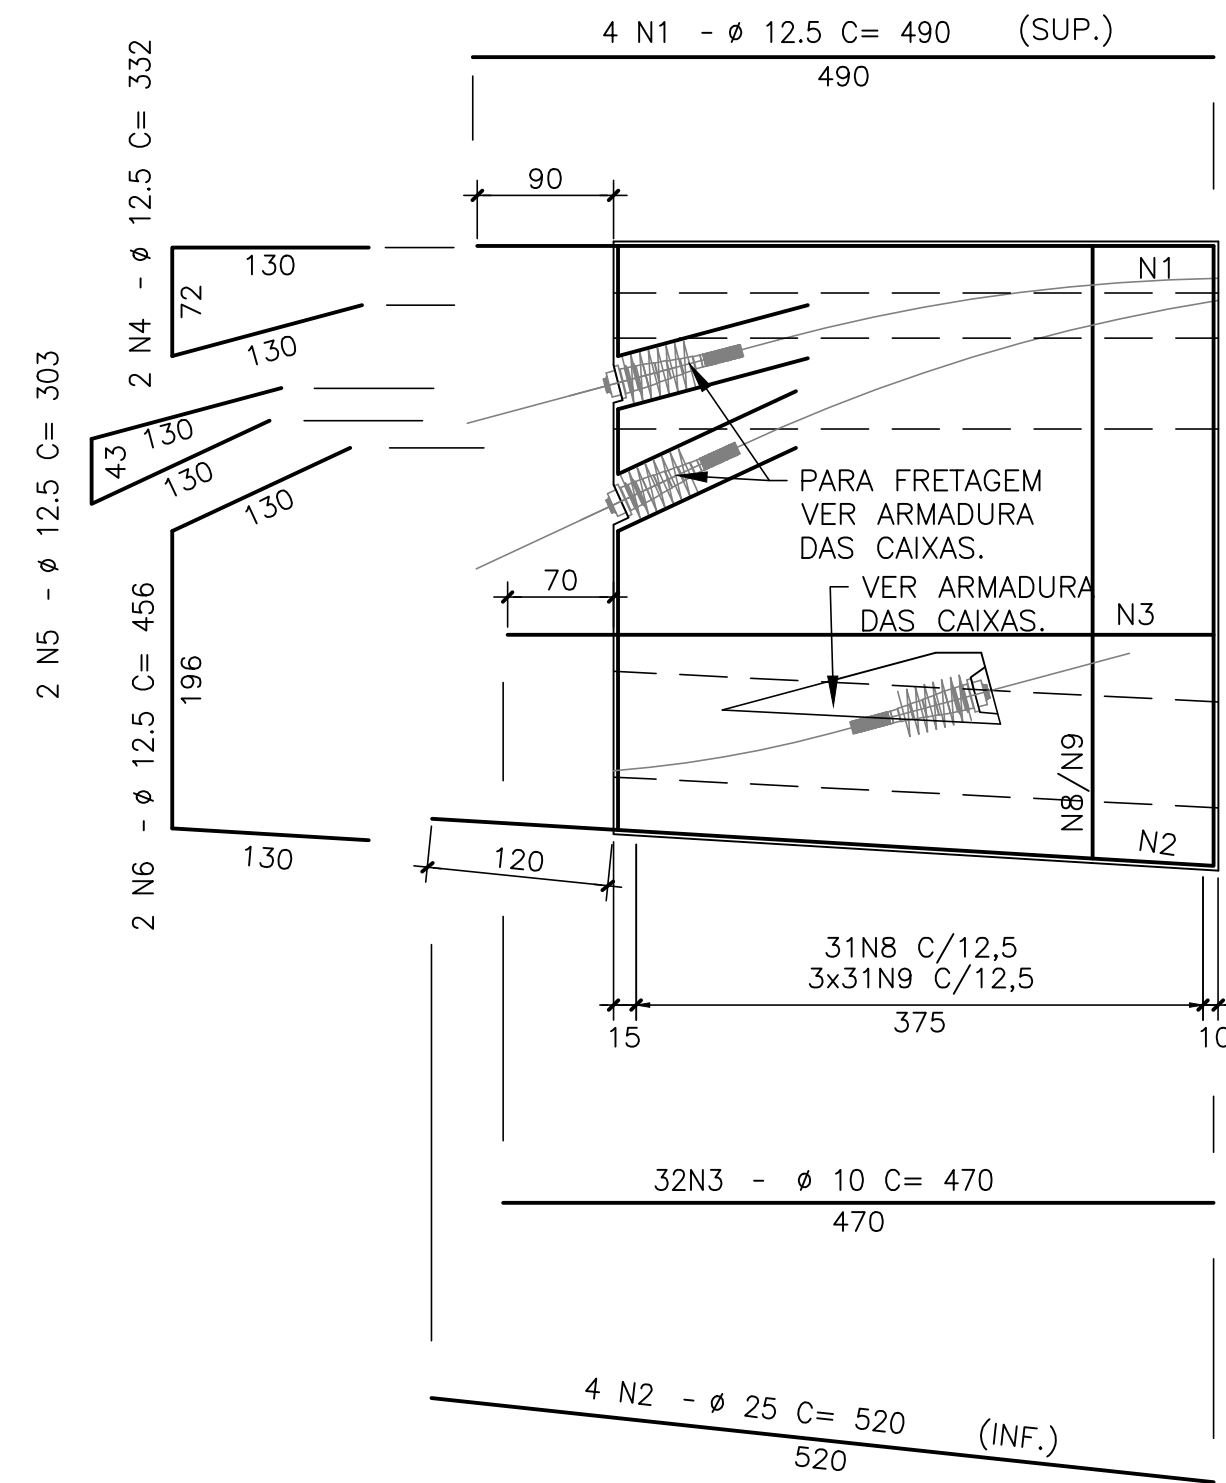 4 N1 - ø 12.5 C= 490 (SUP.)
490
2 N4 - ø 12.5 C= 332
90
130
72
130
N1
2 N5 - ø 12.5 C= 303
130
43
130
130
PARA FRETAGEM
VER ARMADURA
DAS CAIXAS.
70
VER ARMADURA
DAS CAIXAS.
N3
2 N6 - ø 12.5 C= 456
196
N8/N9
130
120
N2
31N8 C/12,5
3x31N9 C/12,5
15
375
10
32N3 - ø 10 C= 470
470
4 N2 - ø 25 C= 520 (INF.)
520